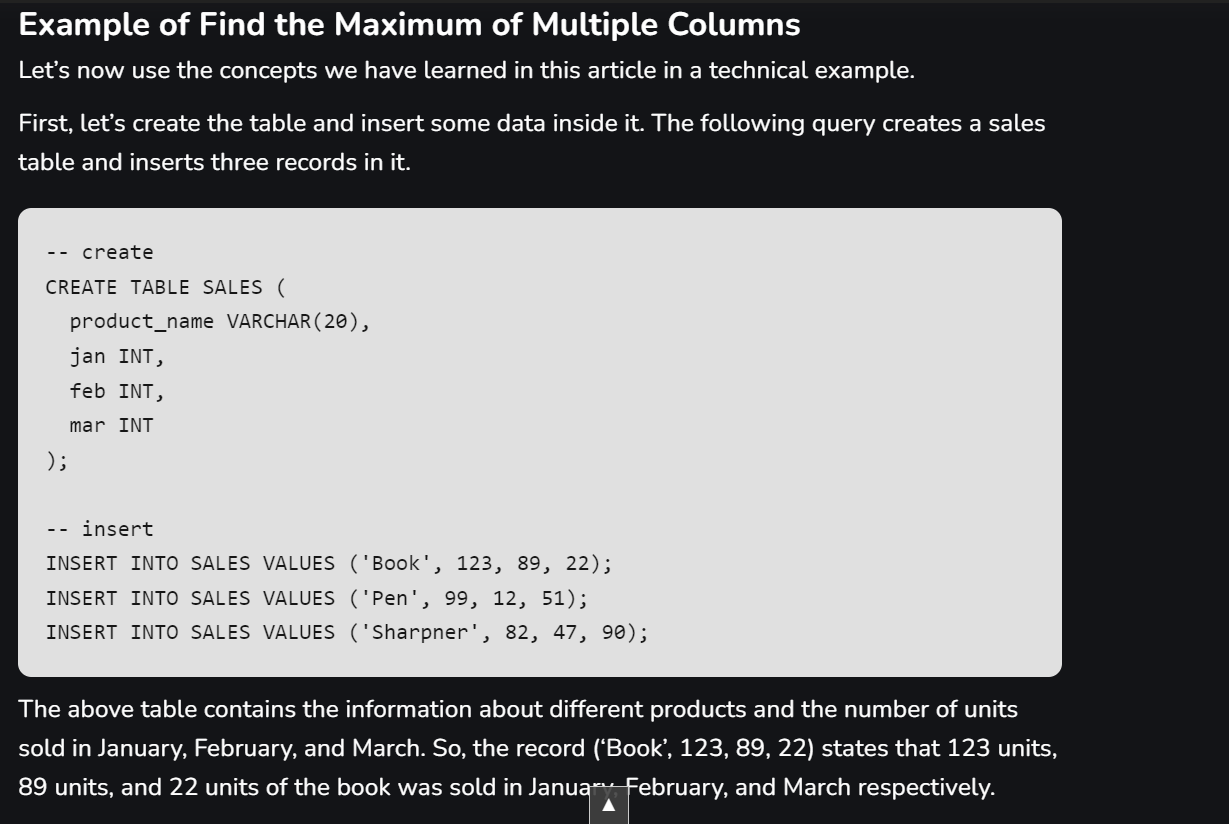 Example of Find the Maximum of Multiple Columns
Let’s now use the concepts we have learned in this article in a technical example.
First, let’s create the table and insert some data inside it. The following query creates a sales
table and inserts three records in it.
-- create
CREATE TABLE SALES (
  product_name VARCHAR(20),
  jan INT,
  feb INT,
  mar INT
);
-- insert
INSERT INTO SALES VALUES ('Book', 123, 89, 22);
INSERT INTO SALES VALUES ('Pen', 99, 12, 51);
INSERT INTO SALES VALUES ('Sharpner', 82, 47, 90);
The above table contains the information about different products and the number of units
sold in January, February, and March. So, the record (‘Book’, 123, 89, 22) states that 123 units,
89 units, and 22 units of the book was sold in January, February, and March respectively.